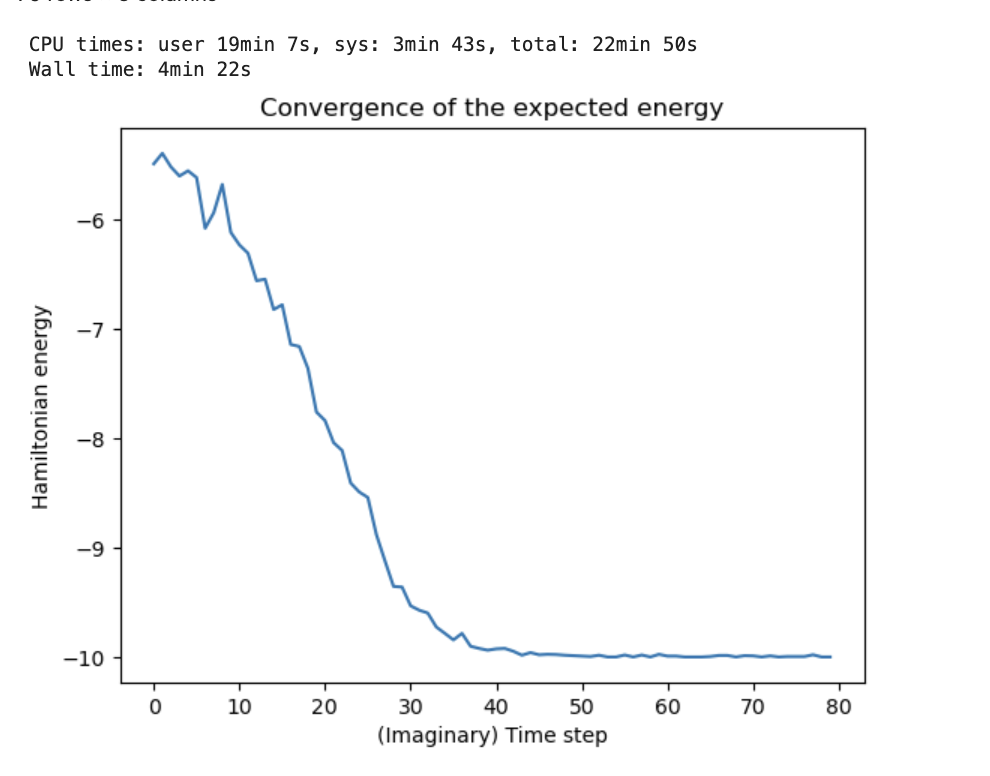 CPU times: user 19min 7s, sys: 3min 43s, total: 22min 50s
Wall time: 4min 22s
Convergence of the expected energy
Hamiltonian energy
−6
−7
−8
−9
−10
0 10 20 30 40 50 60 70 80
(Imaginary) Time step